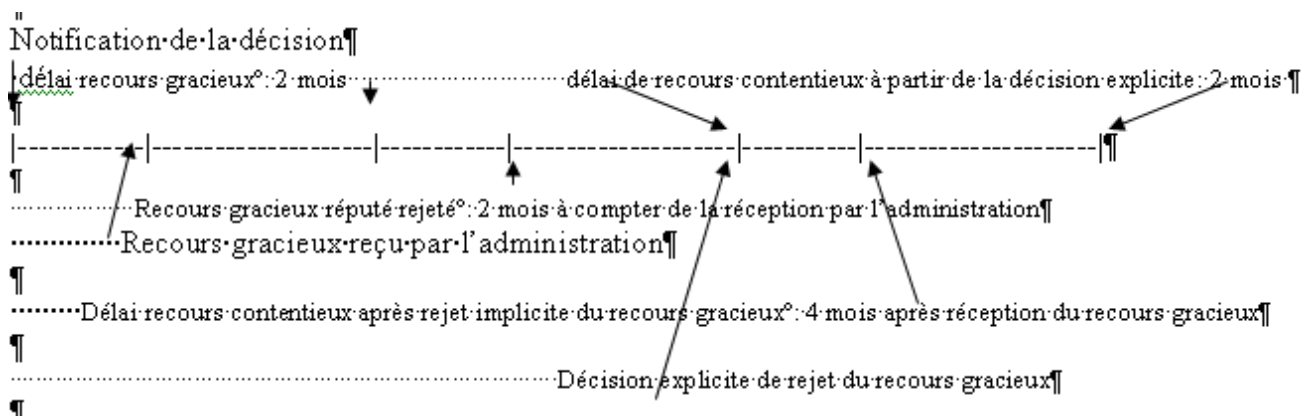 "
Notification·de·la·décision¶
·délai·recours·gracieux°:·2·mois·························délai·de·recours·contentieux·à·partir·de·la·décision·explicite:·2·mois·¶
¶
|-----------|-------------------|-----------|-------------------|----------|-------------------|¶
¶
················Recours·gracieux·réputé·rejeté°:·2·mois·à·compter·de·la·réception·par·l'administration¶
·············Recours·gracieux·reçu·par·l'administration¶
¶
········Délai·recours·contentieux·après·rejet·implicite·du·recours·gracieux°:·4·mois·après·réception·du·recours·gracieux¶
¶
······························································Décision·explicite·de·rejet·du·recours·gracieux¶
¶